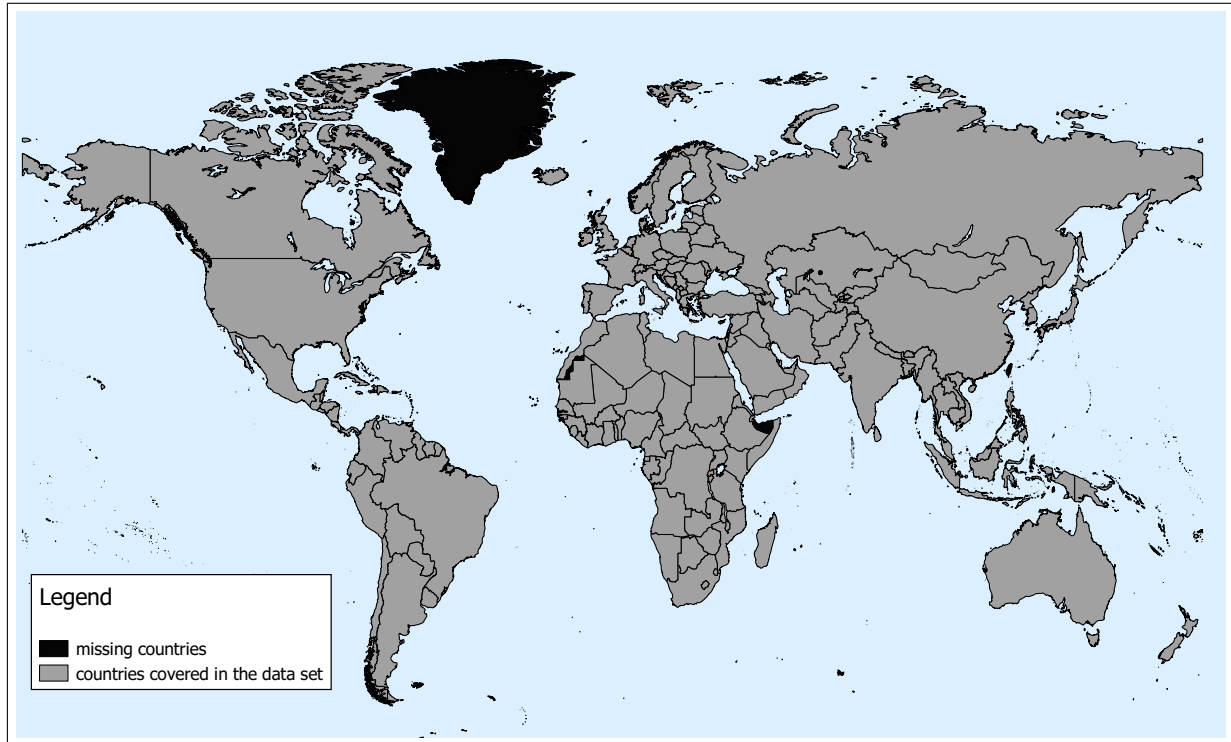 Legend
missing countries
countries covered in the data set